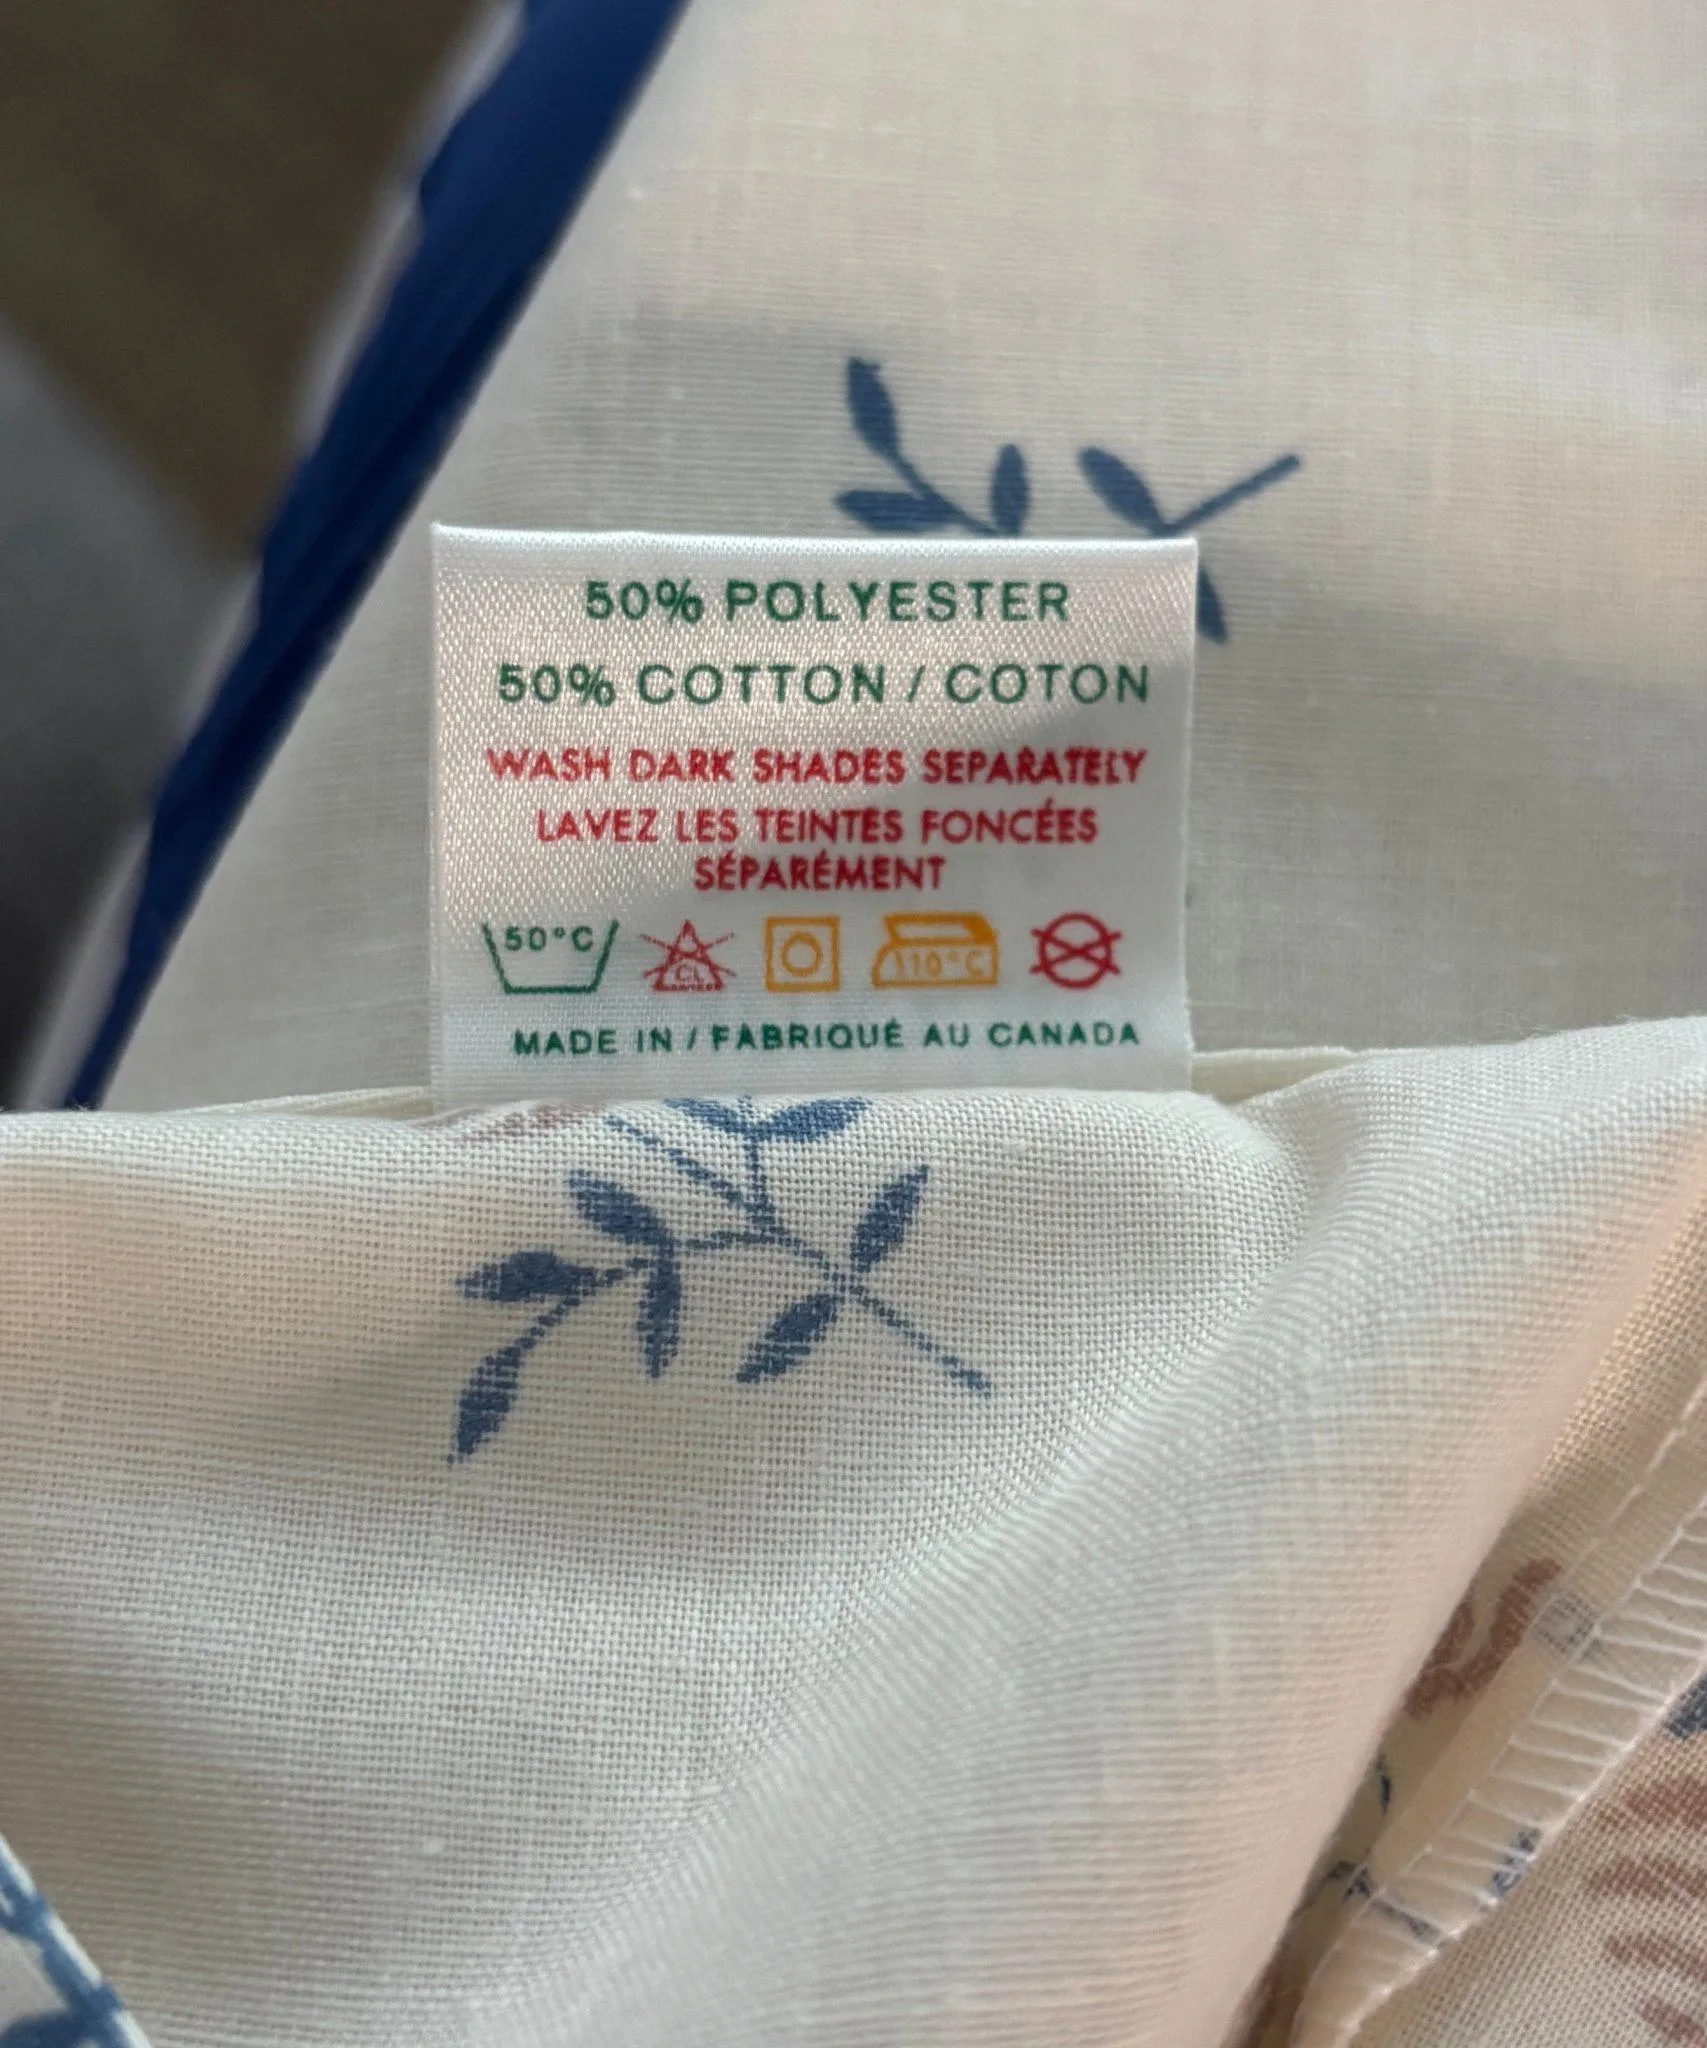 50% POLYESTER
50% COTTON / COTON
WASH DARK SHADES SEPARATELY
LAVEZ LES TEINTES FONCÉES
SÉPARÉMENT
50°C CL 110°C
MADE IN / FABRIQUÉ AU CANADA